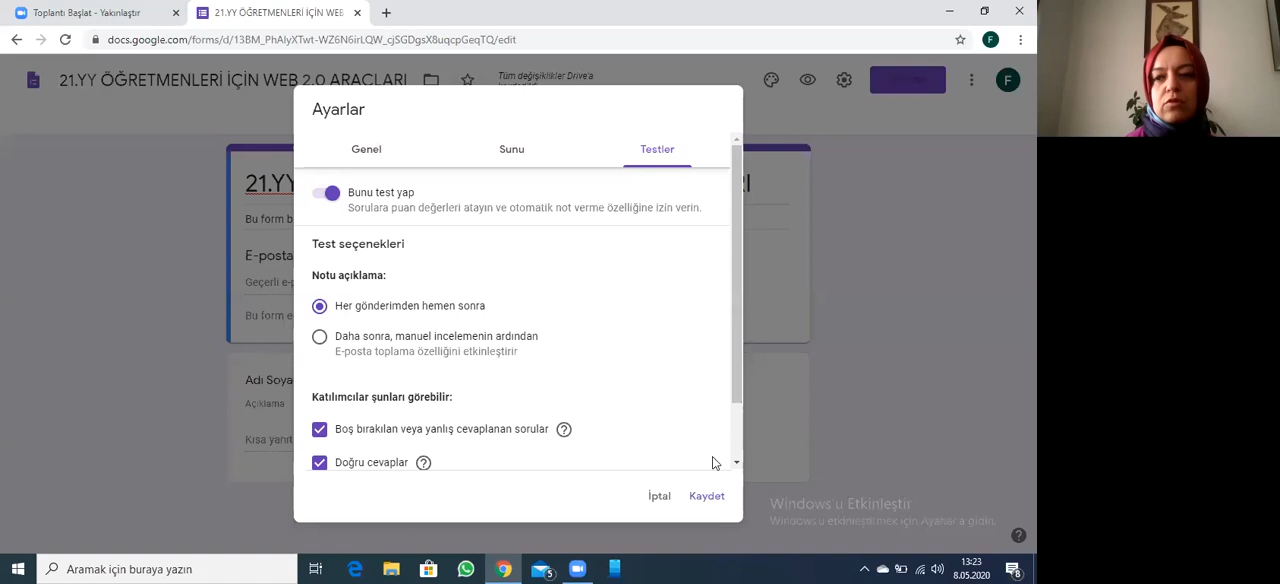 Toplantı Başlat - Yakınlaştır
21.YY ÖĞRETMENLERİ İÇİN WEB
docs.google.com/forms/d/13BM_PhAlyXTwt-WZ6N6irLQW_cjSGDgsX8uqcpGeqTQ/edit
F
21.YY ÖĞRETMENLERİ İÇİN WEB 2.0 ARAÇLARI
Tüm değişiklikler Drive'a
F
Ayarlar
Genel
Sunu
Testler
Bunu test yap
Sorulara puan değerleri atayın ve otomatik not verme özelliğine izin verin.
Test seçenekleri
Notu açıklama:
Her gönderimden hemen sonra
Daha sonra, manuel incelemenin ardından
E-posta toplama özelliğini etkinleştirir
Katılımcılar şunları görebilir:
Boş bırakılan veya yanlış cevaplanan sorular
Doğru cevaplar
İptal
Kaydet
21.YY
Bu form b
E-posta
Geçerli e-p
Bu form e
Adı Soya
Açıklama
Kısa yanıt
Windows'u Etkinleştir
Windows'u etkinleştirmek için Ayarlar'a gidin.
Aramak için buraya yazın
5
13:23
8.05.2020
8